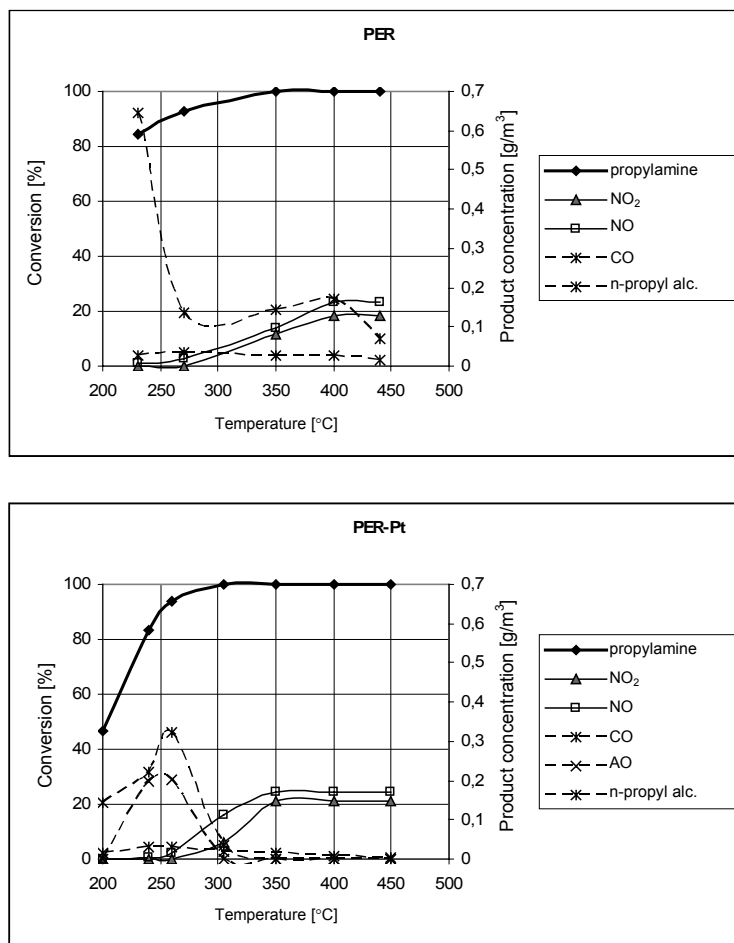 PER
100
80
60
40
20
0
Conversion [%]
0,7
0,6
0,5
0,4
0,3
0,2
0,1
0
Product concentration [g/m³]
200 250 300 350 400 450 500
Temperature [°C]
propylamine
NO₂
NO
CO
n-propyl alc.
PER-Pt
100
80
60
40
20
0
Conversion [%]
0,7
0,6
0,5
0,4
0,3
0,2
0,1
0
Product concentration [g/m³]
200 250 300 350 400 450 500
Temperature [°C]
propylamine
NO₂
NO
CO
AO
n-propyl alc.